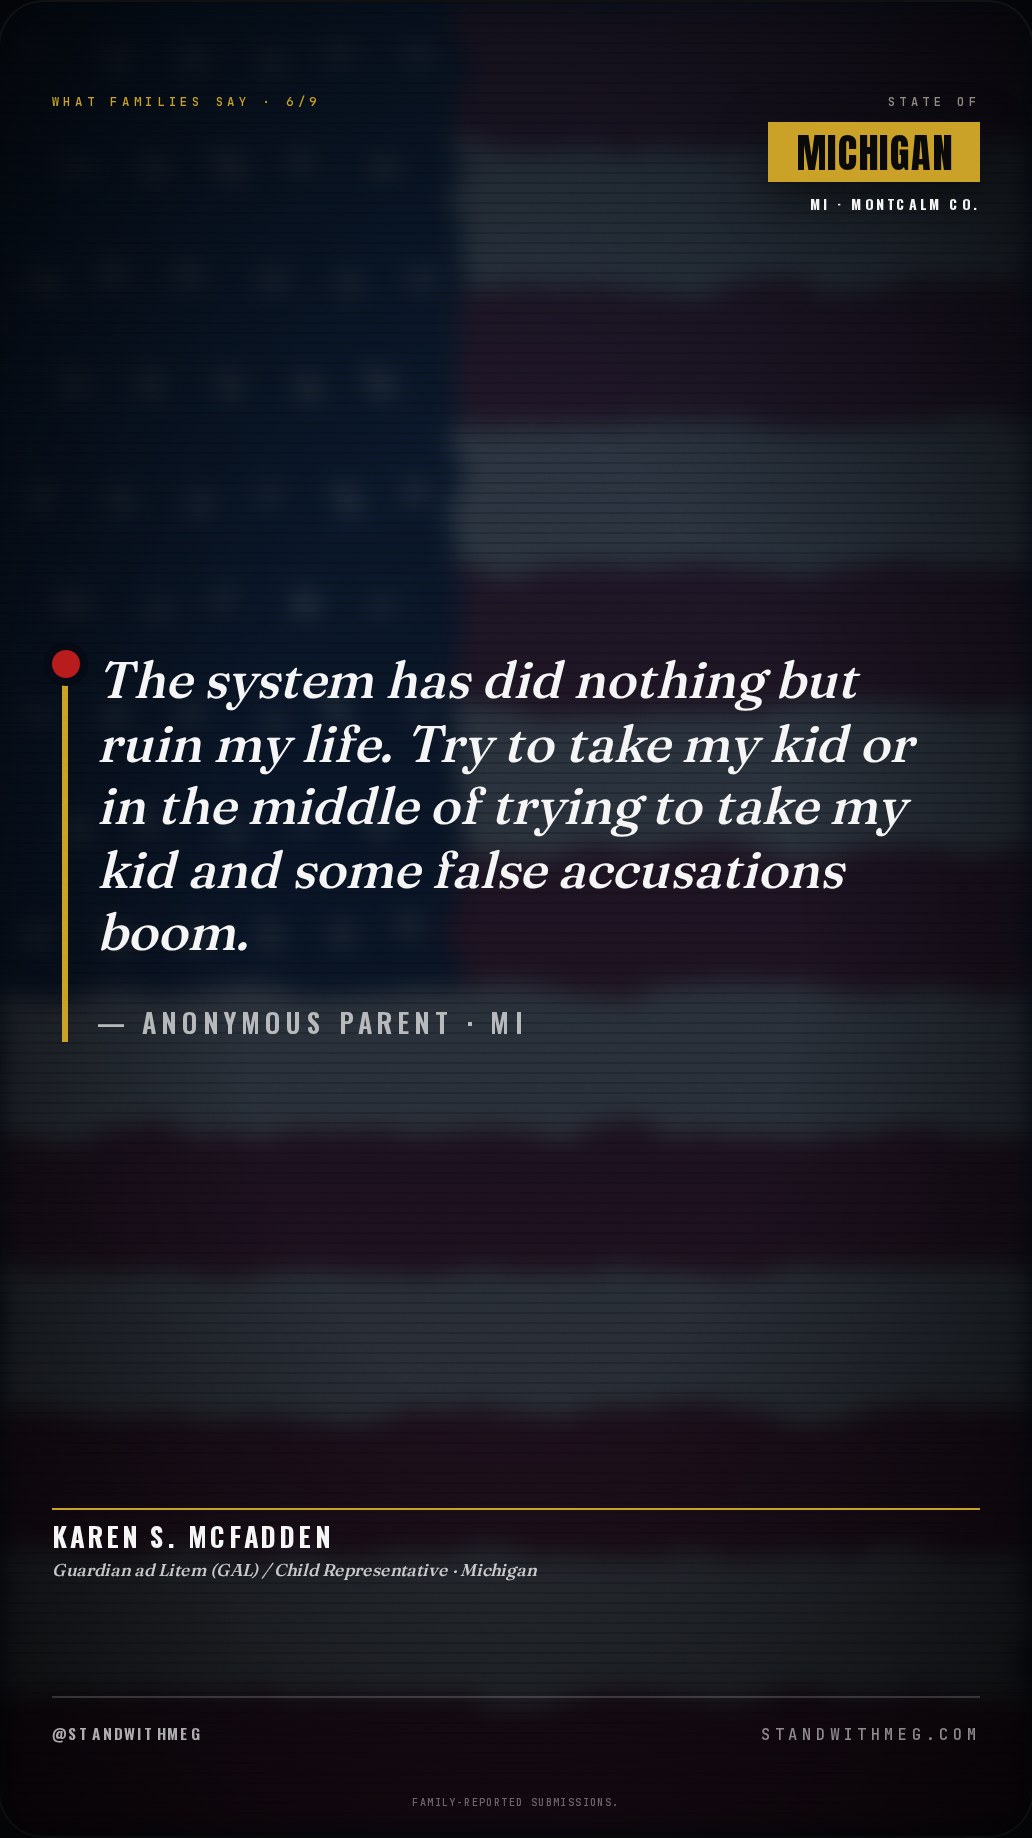 WHAT FAMILIES SAY · 6/9
STATE OF
MICHIGAN
MI · MONTCALM CO.
The system has did nothing but
ruin my life. Try to take my kid or
in the middle of trying to take my
kid and some false accusations
boom.
— ANONYMOUS PARENT · MI
KAREN S. MCFADDEN
Guardian ad Litem (GAL) / Child Representative · Michigan
@STANDWITHMEG
STANDWITHMEG.COM
FAMILY-REPORTED SUBMISSIONS.